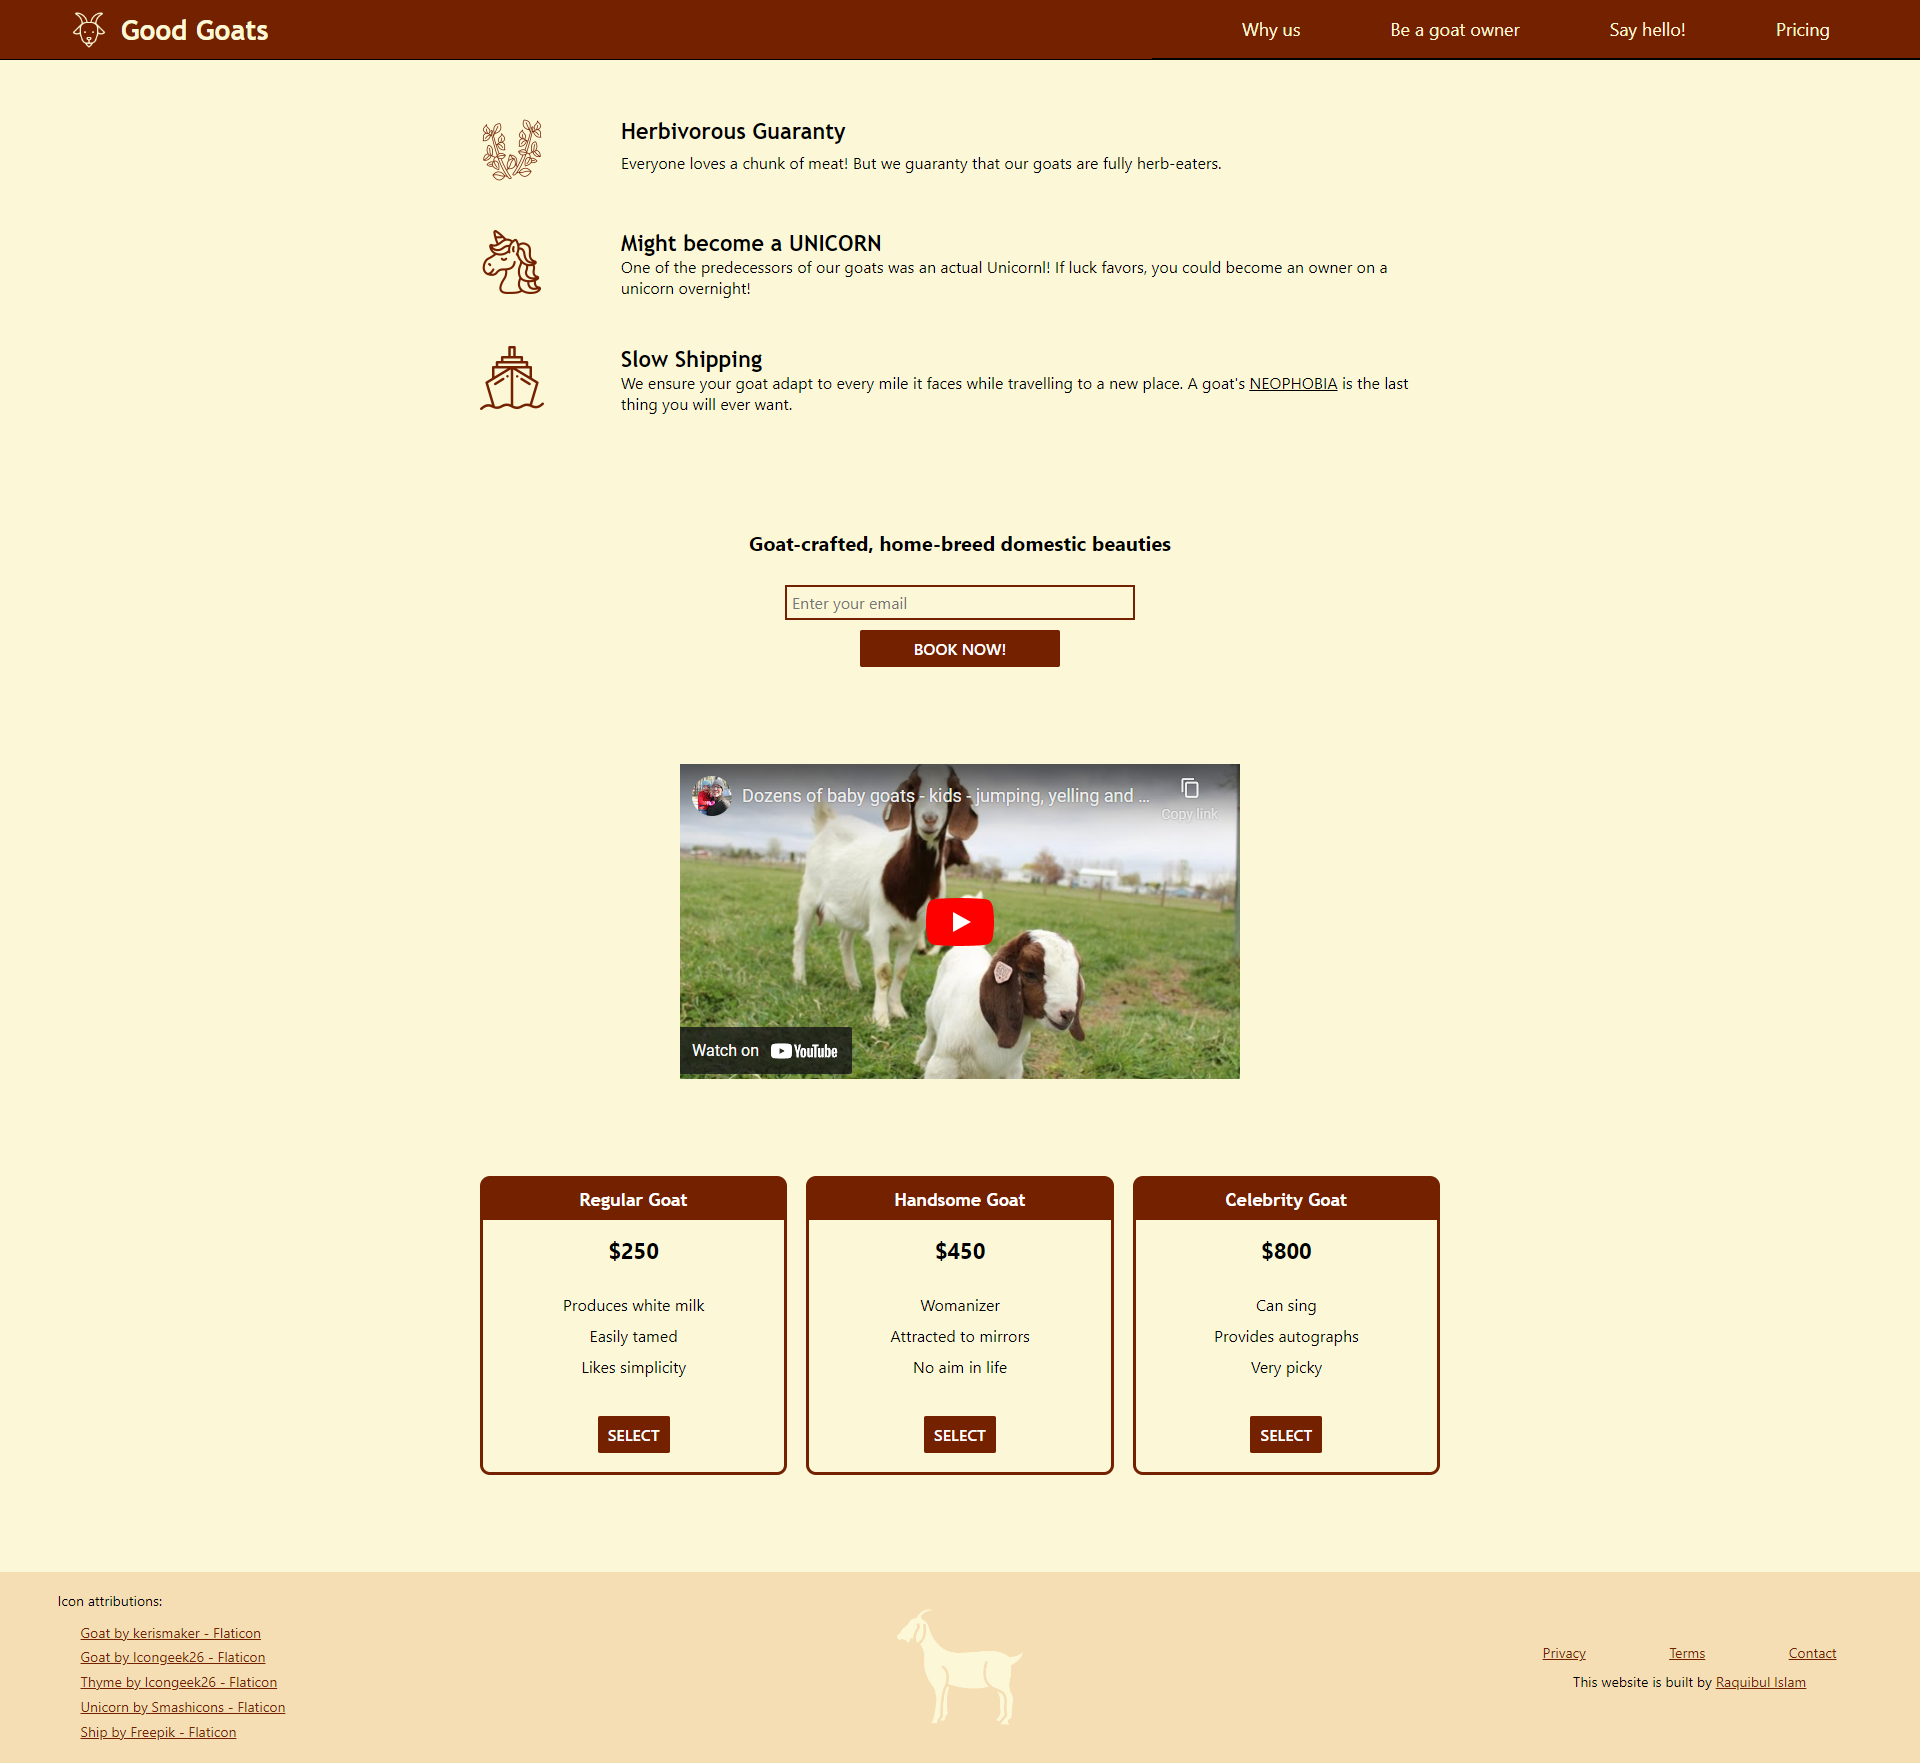 Good Goats
Why us
Be a goat owner
Say hello!
Pricing
Herbivorous Guaranty
Everyone loves a chunk of meat! But we guaranty that our goats are fully herb-eaters.
Might become a UNICORN
One of the predecessors of our goats was an actual Unicornl! If luck favors, you could become an owner on a
unicorn overnight!
Slow Shipping
We ensure your goat adapt to every mile it faces while travelling to a new place. A goat's NEOPHOBIA is the last
thing you will ever want.
Goat-crafted, home-breed domestic beauties
Enter your email
BOOK NOW!
Dozens of baby goats - kids - jumping, yelling and ...
Copy link
Watch on YouTube
Regular Goat
$250
Produces white milk
Easily tamed
Likes simplicity
SELECT
Handsome Goat
$450
Womanizer
Attracted to mirrors
No aim in life
SELECT
Celebrity Goat
$800
Can sing
Provides autographs
Very picky
SELECT
Icon attributions:
Goat by kerismaker - Flaticon
Goat by Icongeek26 - Flaticon
Thyme by Icongeek26 - Flaticon
Unicorn by Smashicons - Flaticon
Ship by Freepik - Flaticon
Privacy
Terms
Contact
This website is built by Raquibul Islam